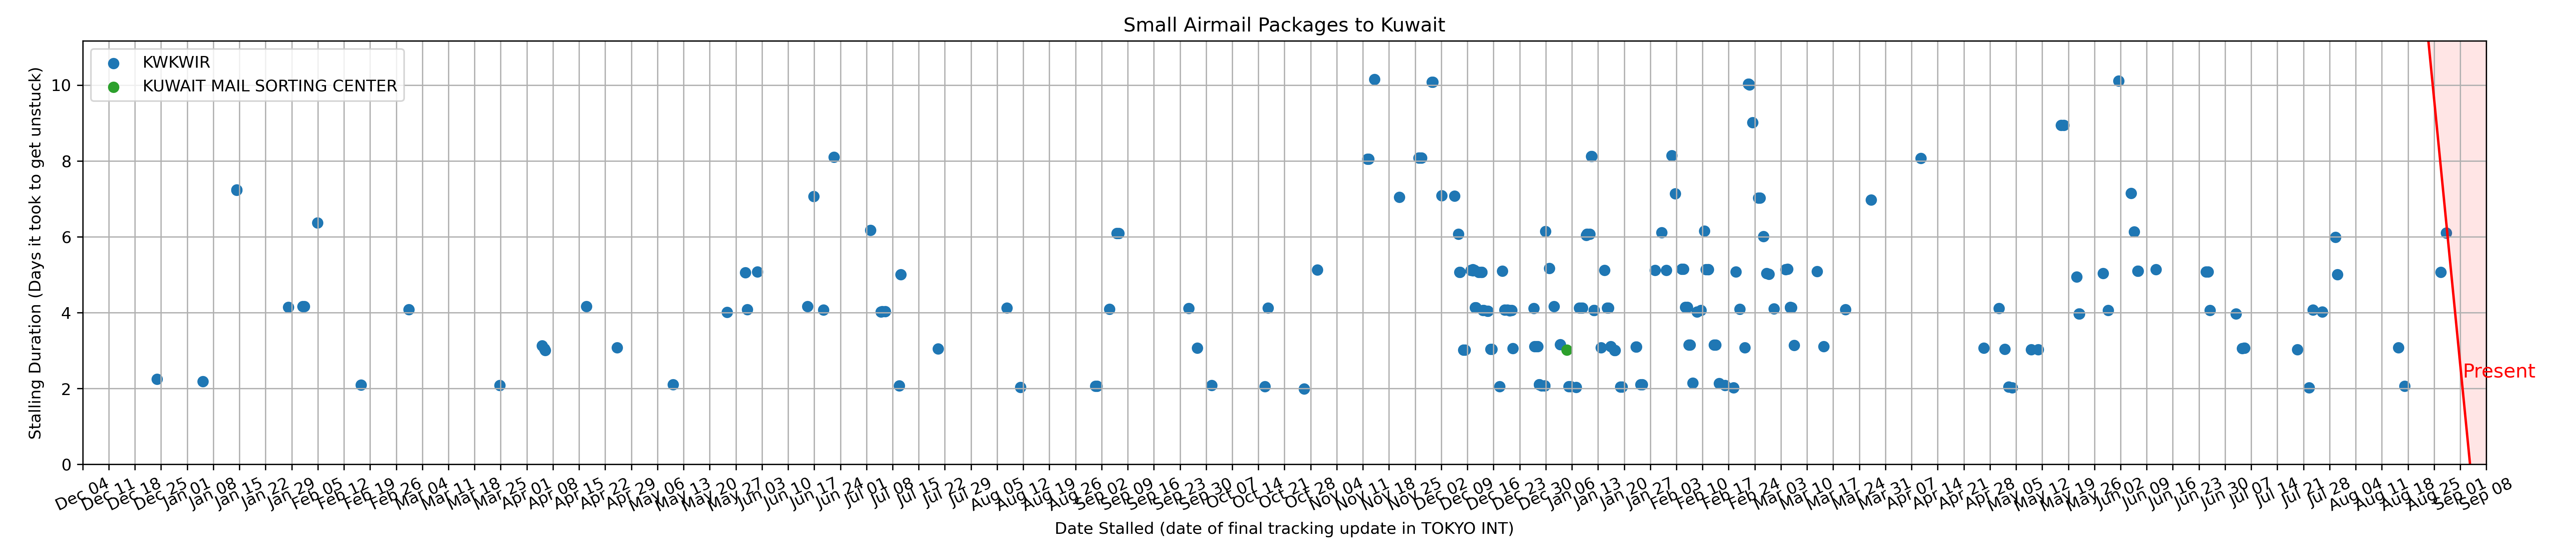 Small Airmail Packages to Kuwait
KWKWIR
KUWAIT MAIL SORTING CENTER
Stalling Duration (Days it took to get unstuck)
10
8
6
4
2
0
Present
Dec 04
Dec 11
Dec 18
Dec 25
Jan 01
Jan 08
Jan 15
Jan 22
Jan 29
Feb 05
Feb 12
Feb 19
Feb 26
Mar 04
Mar 11
Mar 18
Mar 25
Apr 01
Apr 08
Apr 15
Apr 22
Apr 29
May 06
May 13
May 20
May 27
Jun 03
Jun 10
Jun 17
Jun 24
Jul 01
Jul 08
Jul 15
Jul 22
Jul 29
Aug 05
Aug 12
Aug 19
Aug 26
Sep 02
Sep 09
Sep 16
Sep 23
Sep 30
Oct 07
Oct 14
Oct 21
Oct 28
Nov 04
Nov 11
Nov 18
Nov 25
Dec 02
Dec 09
Dec 16
Dec 23
Dec 30
Jan 06
Jan 13
Jan 20
Jan 27
Feb 03
Feb 10
Feb 17
Feb 24
Mar 03
Mar 10
Mar 17
Mar 24
Mar 31
Apr 07
Apr 14
Apr 21
Apr 28
May 05
May 12
May 19
May 26
Jun 02
Jun 09
Jun 16
Jun 23
Jun 30
Jul 07
Jul 14
Jul 21
Jul 28
Aug 04
Aug 11
Aug 18
Aug 25
Sep 01
Sep 08
Date Stalled (date of final tracking update in TOKYO INT)